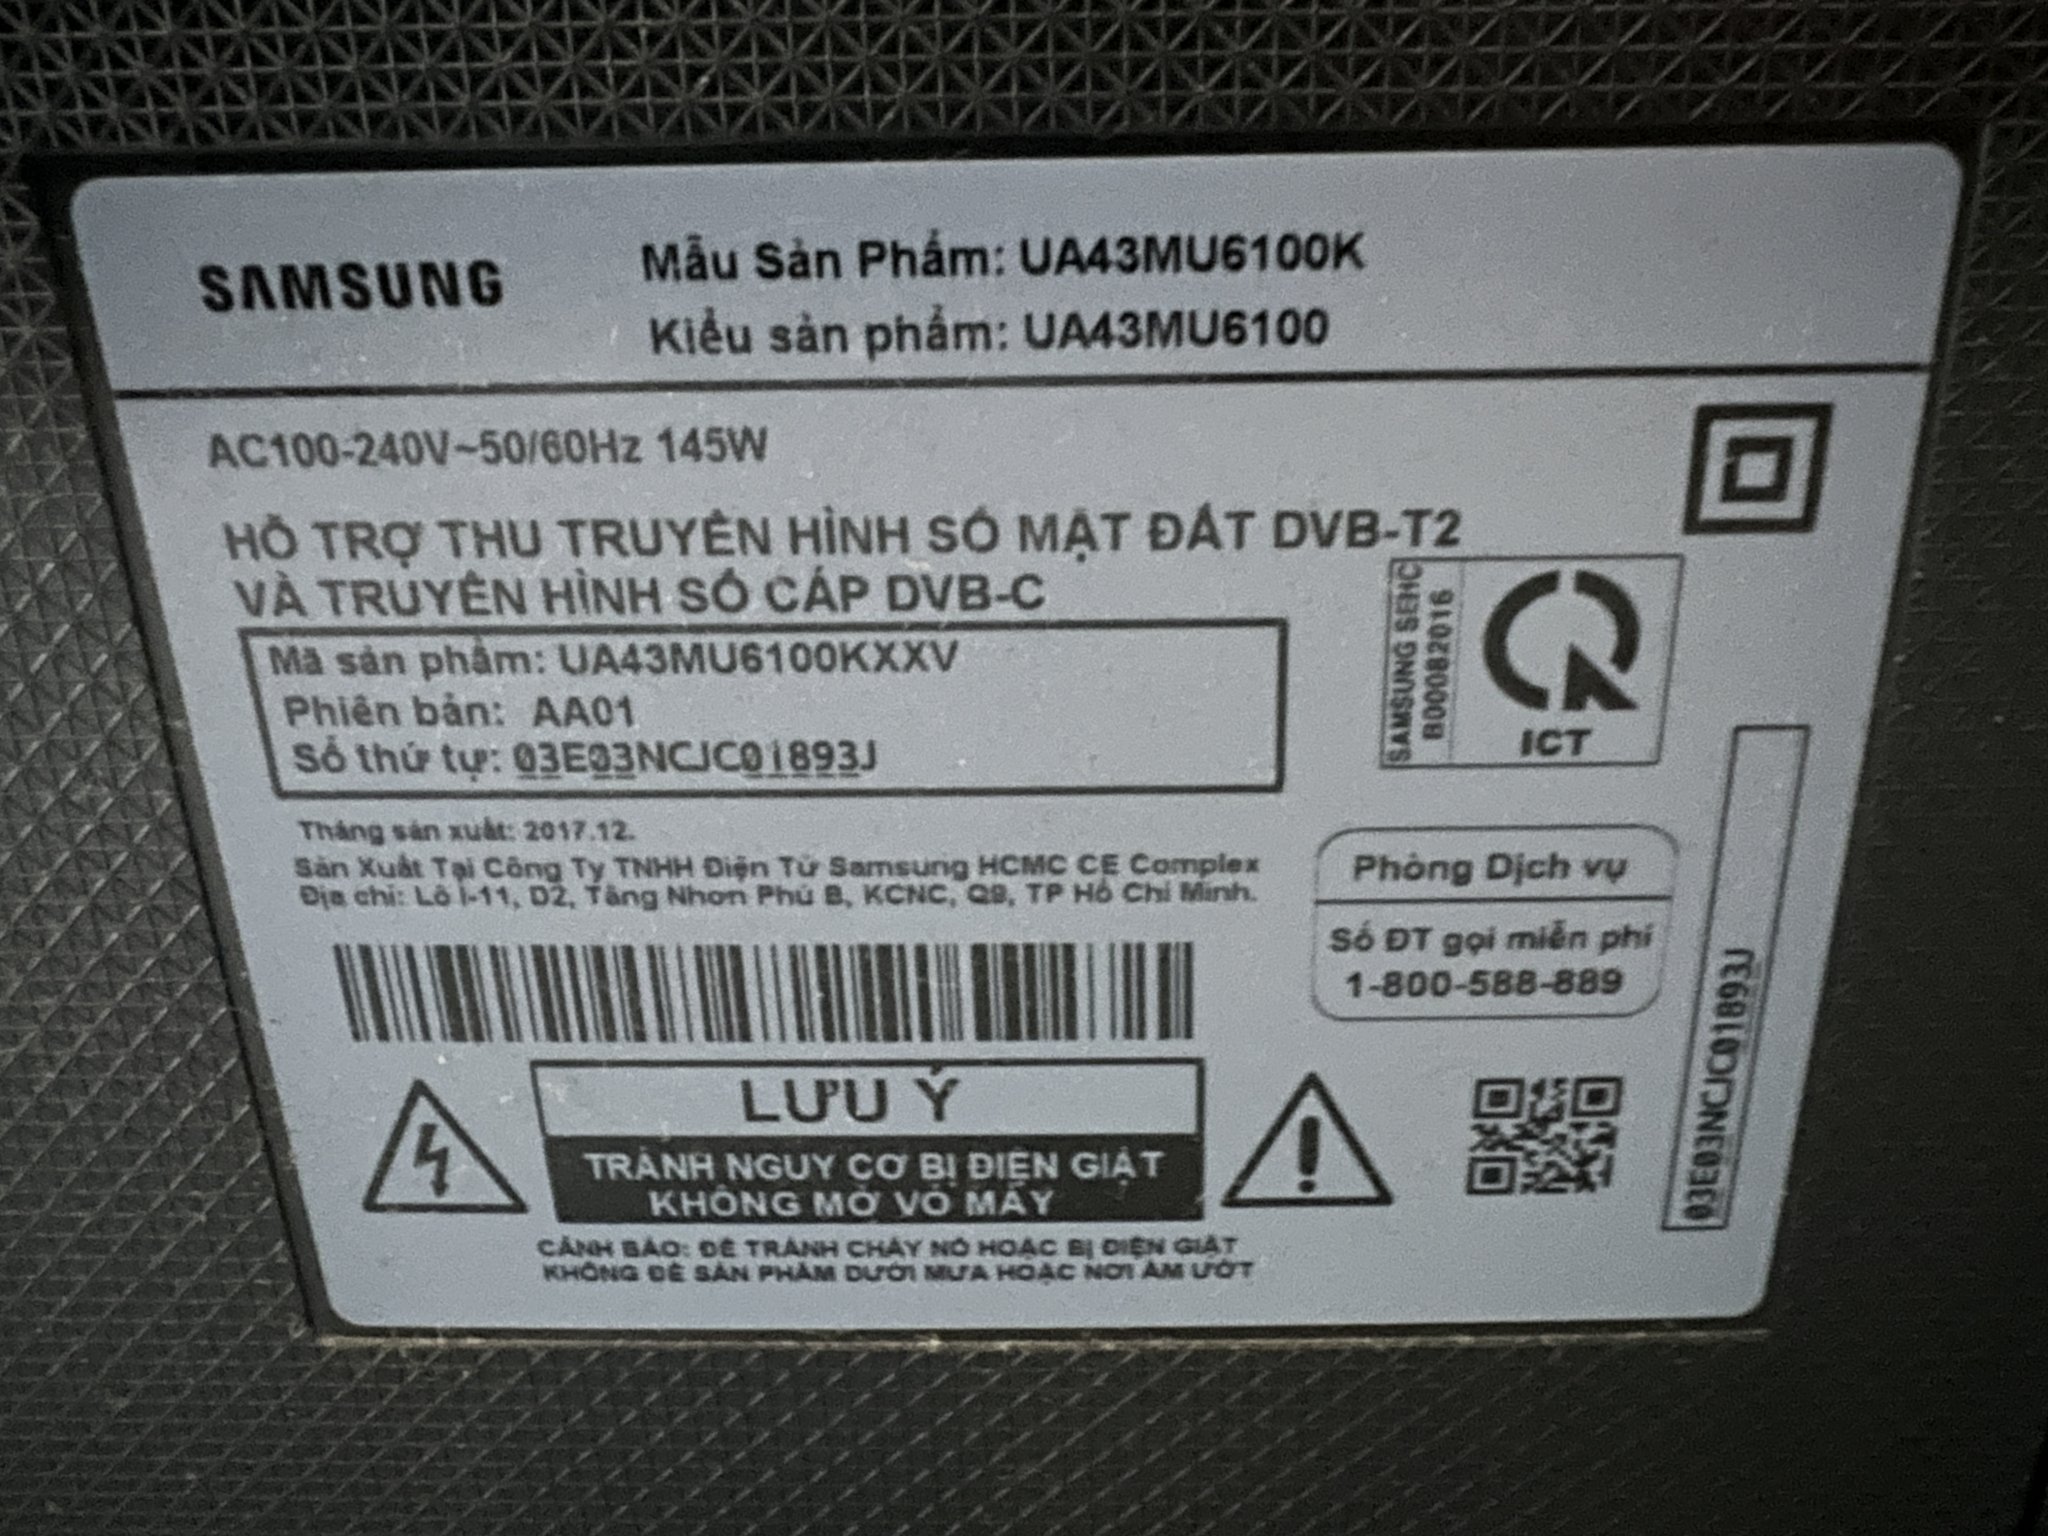 SAMSUNG
Mẫu Sản Phẩm: UA43MU6100K
Kiểu sản phẩm: UA43MU6100
AC100-240V~50/60Hz 145W
HỖ TRỢ THU TRUYỀN HÌNH SỐ MẶT ĐẤT DVB-T2
VÀ TRUYỀN HÌNH SỐ CÁP DVB-C
Mã sản phẩm: UA43MU6100KXXV
Phiên bản: AA01
Số thứ tự: 03E03NCJC01893J
SAMSUNG SEHC
B000B2016
ICT
Tháng sản xuất: 2017.12.
Sản Xuất Tại Công Ty TNHH Điện Tử Samsung HCMC CE Complex
Địa chỉ: Lô I-11, D2, Tăng Nhơn Phú B, KCNC, Q9, TP Hồ Chí Minh.
Phòng Dịch vụ
Số ĐT gọi miễn phí
1-800-588-889
03E03NCJC01893J
LƯU Ý
TRÁNH NGUY CƠ BỊ ĐIỆN GIẬT
KHÔNG MỞ VỎ MÁY
CẢNH BÁO: ĐỂ TRÁNH CHÁY NỔ HOẶC BỊ ĐIỆN GIẬT
KHÔNG ĐỂ SẢN PHẨM DƯỚI MƯA HOẶC NƠI ẨM ƯỚT